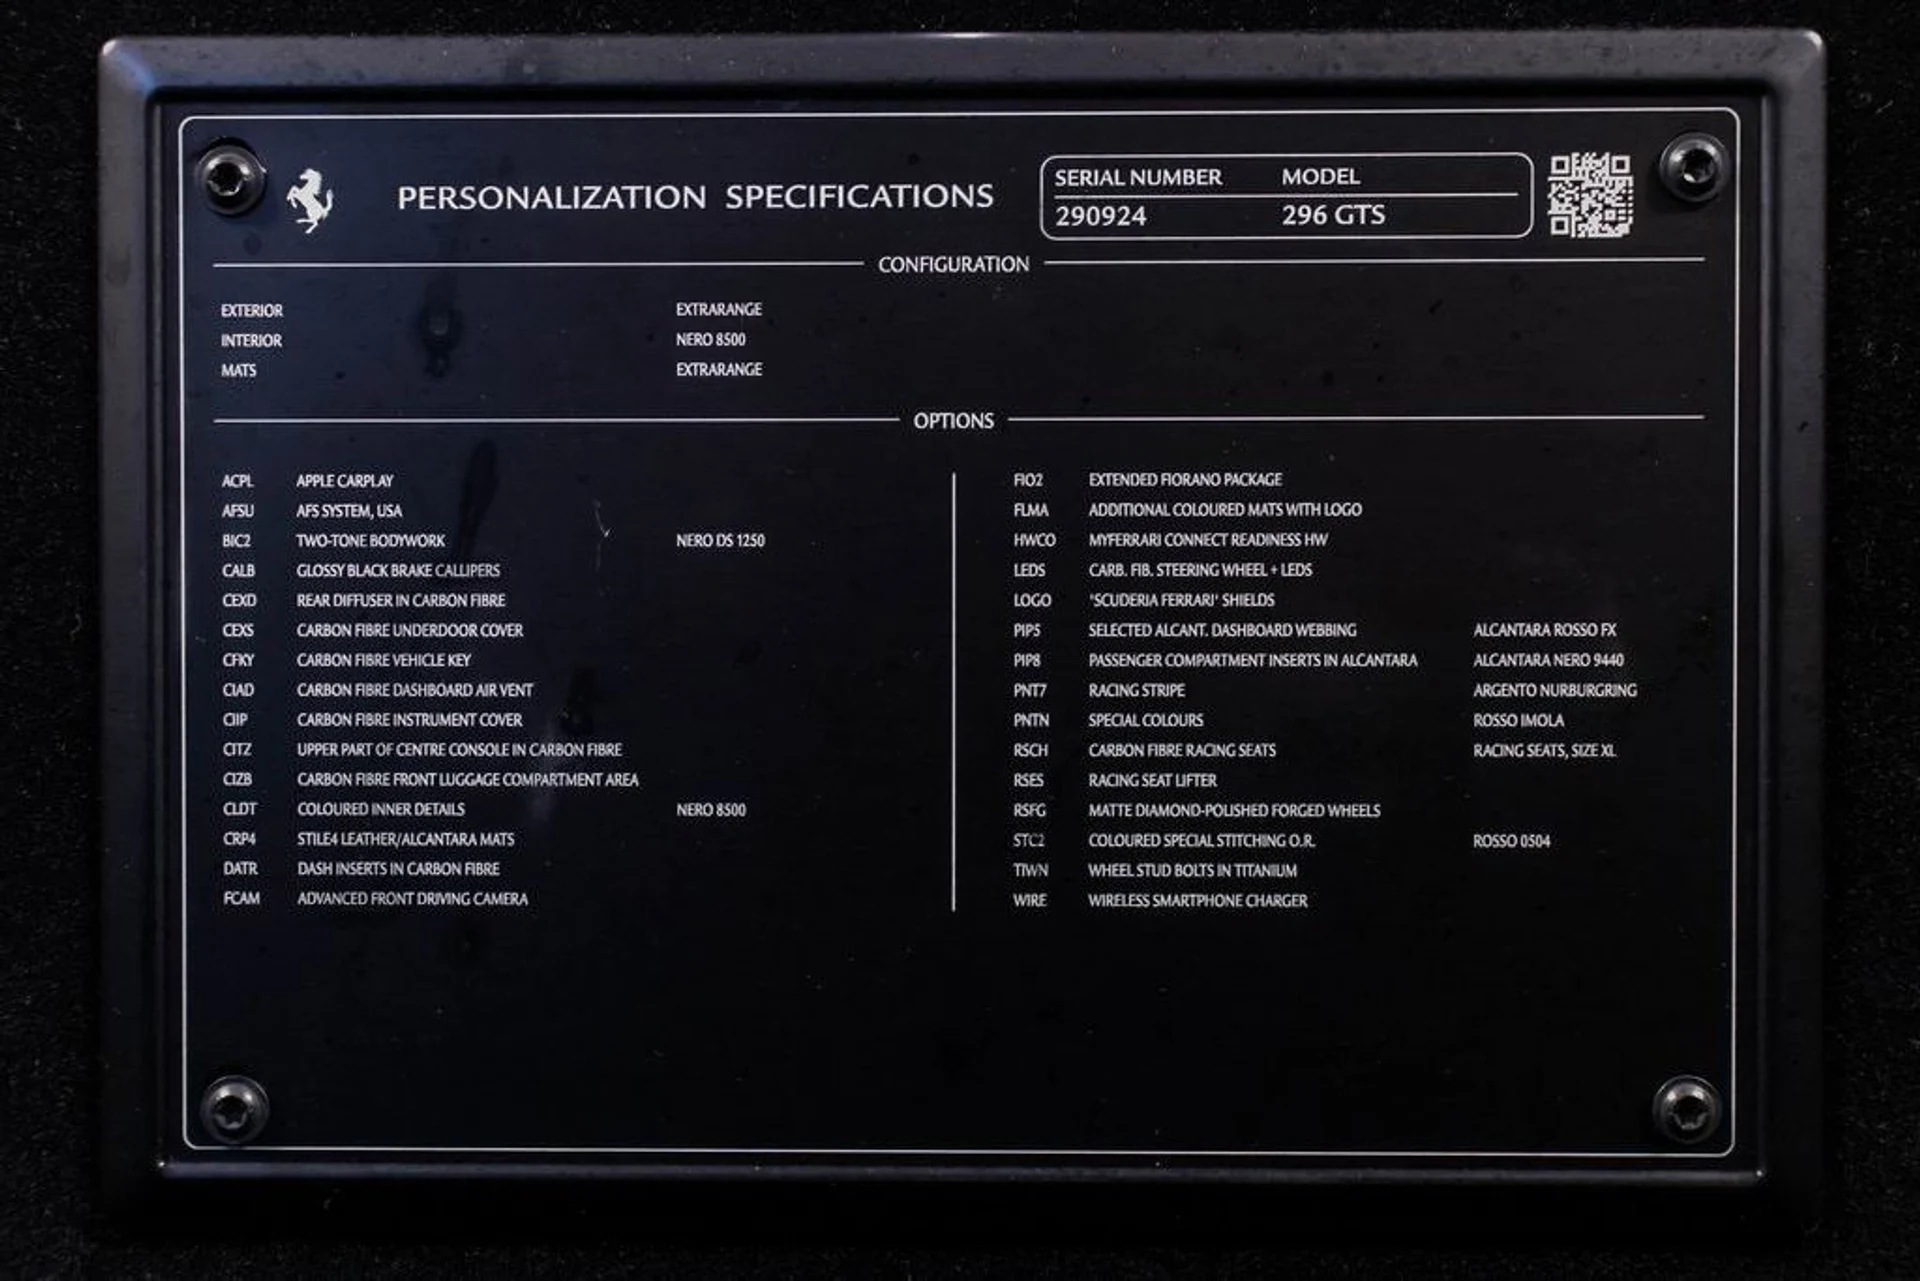 PERSONALIZATION SPECIFICATIONS
SERIAL NUMBER MODEL
290924 296 GTS
CONFIGURATION
EXTERIOR EXTRARANGE
INTERIOR NERO 8500
MATS EXTRARANGE
OPTIONS
ACPL APPLE CARPLAY
AFSU AFS SYSTEM, USA
BIC2 TWO-TONE BODYWORK NERO DS 1250
CALB GLOSSY BLACK BRAKE CALLIPERS
CEXD REAR DIFFUSER IN CARBON FIBRE
CEXS CARBON FIBRE UNDERDOOR COVER
CFKY CARBON FIBRE VEHICLE KEY
CIAD CARBON FIBRE DASHBOARD AIR VENT
CIIP CARBON FIBRE INSTRUMENT COVER
CITZ UPPER PART OF CENTRE CONSOLE IN CARBON FIBRE
CIZB CARBON FIBRE FRONT LUGGAGE COMPARTMENT AREA
CLDT COLOURED INNER DETAILS NERO 8500
CRP4 STILE4 LEATHER/ALCANTARA MATS
DATR DASH INSERTS IN CARBON FIBRE
FCAM ADVANCED FRONT DRIVING CAMERA
FIO2 EXTENDED FIORANO PACKAGE
FLMA ADDITIONAL COLOURED MATS WITH LOGO
HWCO MYFERRARI CONNECT READINESS HW
LEDS CARB. FIB. STEERING WHEEL + LEDS
LOGO "SCUDERIA FERRARI" SHIELDS
PIP5 SELECTED ALCANT. DASHBOARD WEBBING ALCANTARA ROSSO FX
PIP8 PASSENGER COMPARTMENT INSERTS IN ALCANTARA ALCANTARA NERO 9440
PNT7 RACING STRIPE ARGENTO NURBURGRING
PNTN SPECIAL COLOURS ROSSO IMOLA
RSCH CARBON FIBRE RACING SEATS RACING SEATS, SIZE XL
RSES RACING SEAT LIFTER
RSFG MATTE DIAMOND-POLISHED FORGED WHEELS
STC2 COLOURED SPECIAL STITCHING O.R. ROSSO 0504
TIWN WHEEL STUD BOLTS IN TITANIUM
WIRE WIRELESS SMARTPHONE CHARGER